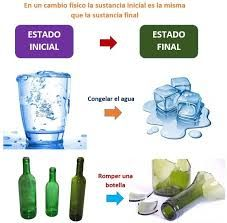 En un cambio físico la sustancia inicial es la misma
que la sustancia final
ESTADO
INICIAL
ESTADO
FINAL
Congelar el agua
Romper una
botella